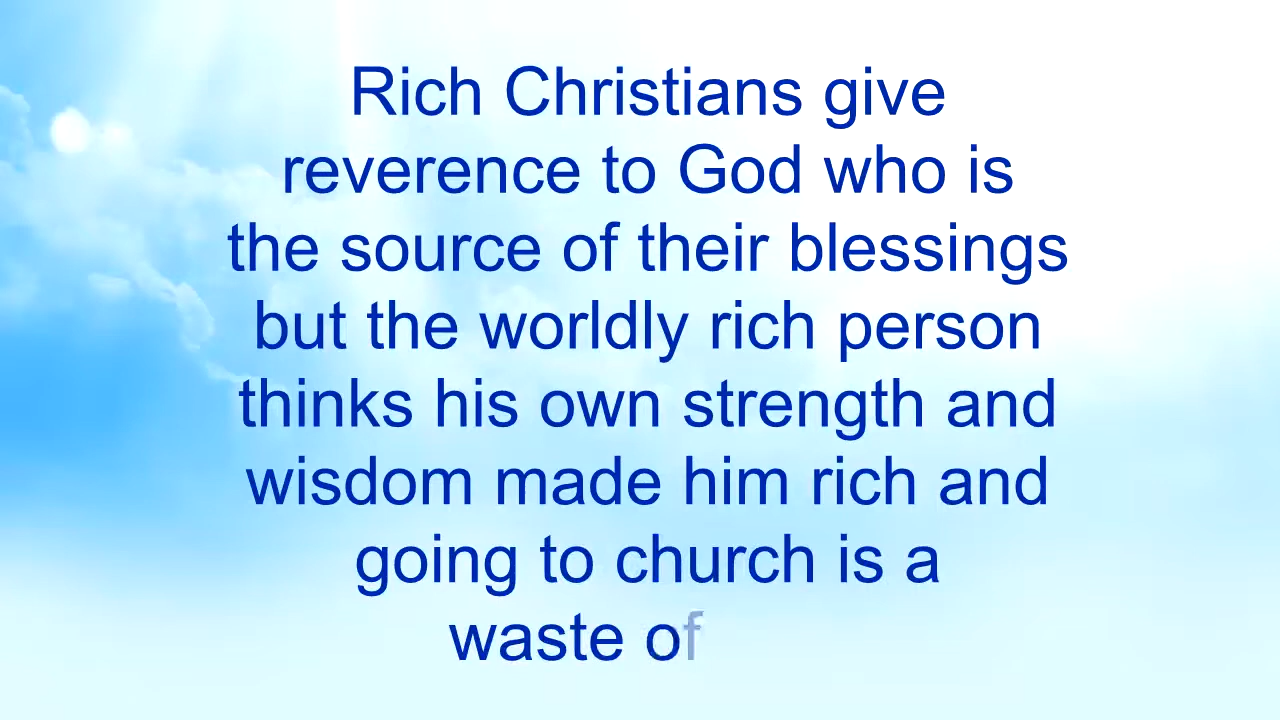 Rich Christians give
reverence to God who is
the source of their blessings
but the worldly rich person
thinks his own strength and
wisdom made him rich and
going to church is a
waste of